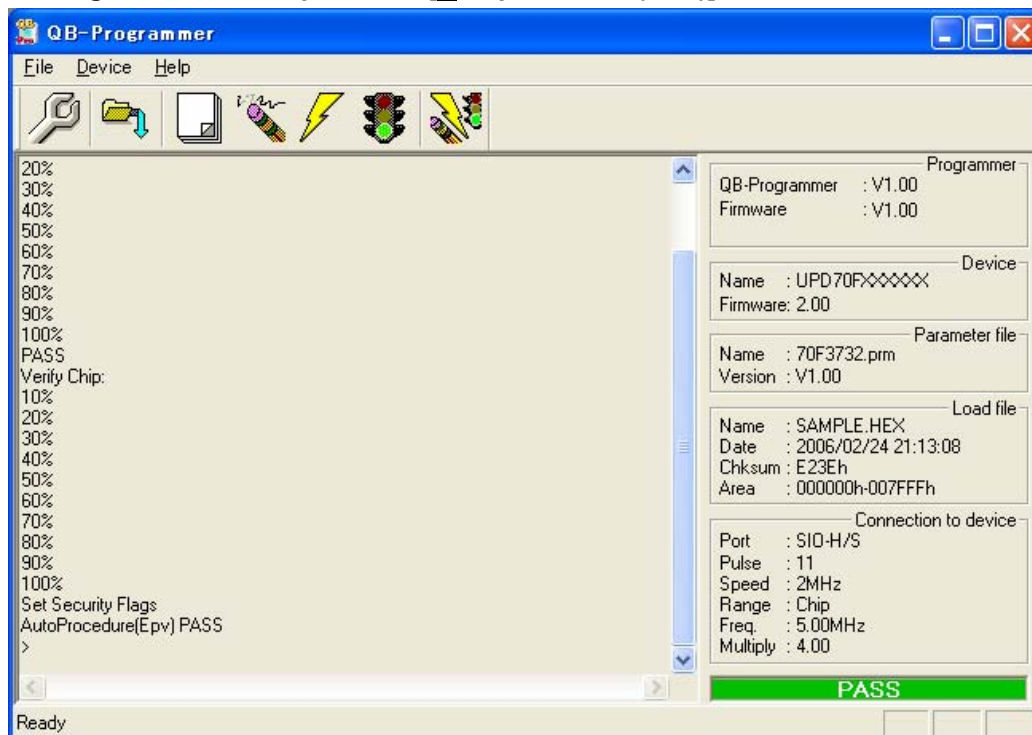 QB-Programmer
File Device Help
20%
30%
40%
50%
60%
70%
80%
90%
100%
PASS
Verify Chip:
10%
20%
30%
40%
50%
60%
70%
80%
90%
100%
Set Security Flags
AutoProcedure(Epv) PASS
>
Programmer
QB-Programmer : V1.00
Firmware : V1.00
Device
Name : UPD70FXXXXXX
Firmware: 2.00
Parameter file
Name : 70F3732.prm
Version : V1.00
Load file
Name : SAMPLE.HEX
Date : 2006/02/24 21:13:08
Chksum : E23Eh
Area : 000000h-007FFFh
Connection to device
Port : SIO-H/S
Pulse : 11
Speed : 2MHz
Range : Chip
Freq. : 5.00MHz
Multiply : 4.00
PASS
Ready